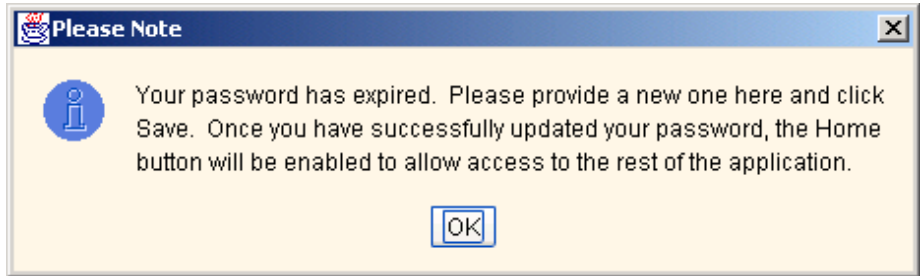 Please Note
Your password has expired. Please provide a new one here and click
Save. Once you have successfully updated your password, the Home
button will be enabled to allow access to the rest of the application.
OK